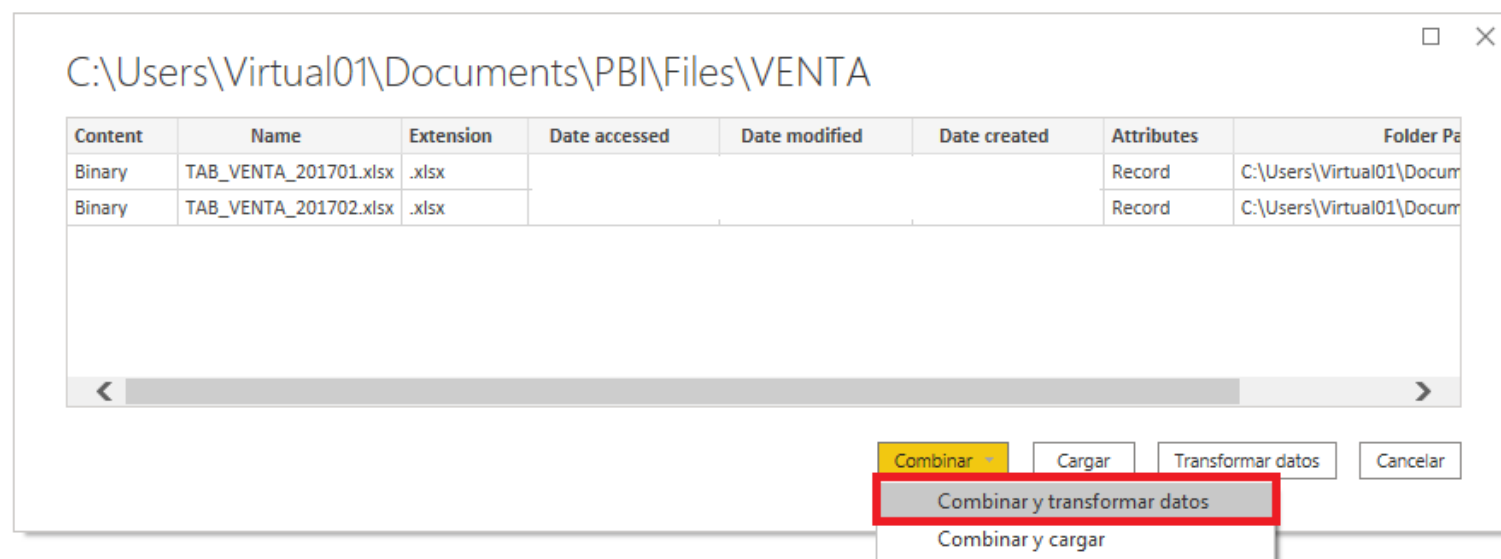 C:\Users\Virtual01\Documents\PBI\Files\VENTA
Content Name Extension Date accessed Date modified Date created Attributes Folder Pa
Binary TAB_VENTA_201701.xlsx .xlsx Record C:\Users\Virtual01\Docum
Binary TAB_VENTA_201702.xlsx .xlsx Record C:\Users\Virtual01\Docum
Combinar Cargar Transformar datos Cancelar
Combinar y transformar datos
Combinar y cargar